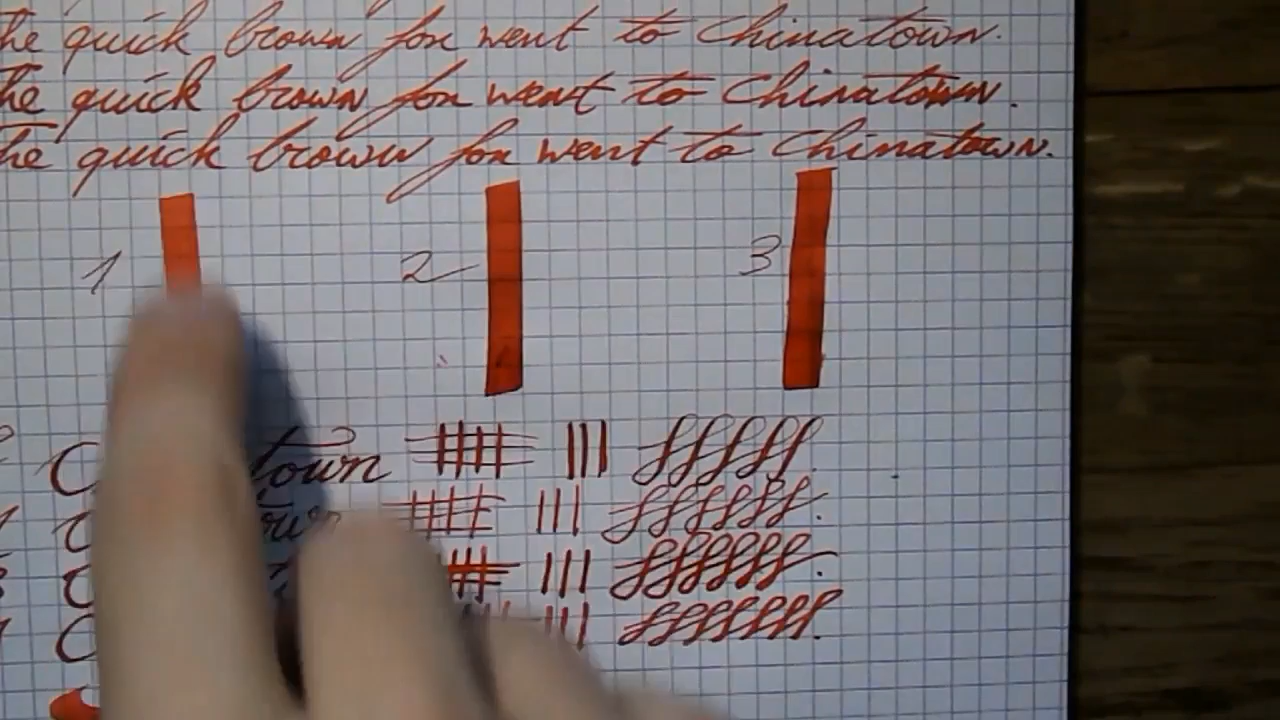 he quick brown fox went to Chinatown.
he quick brown fox went to Chinatown.
he quick brown fox went to Chinatown.
1 2 3
town